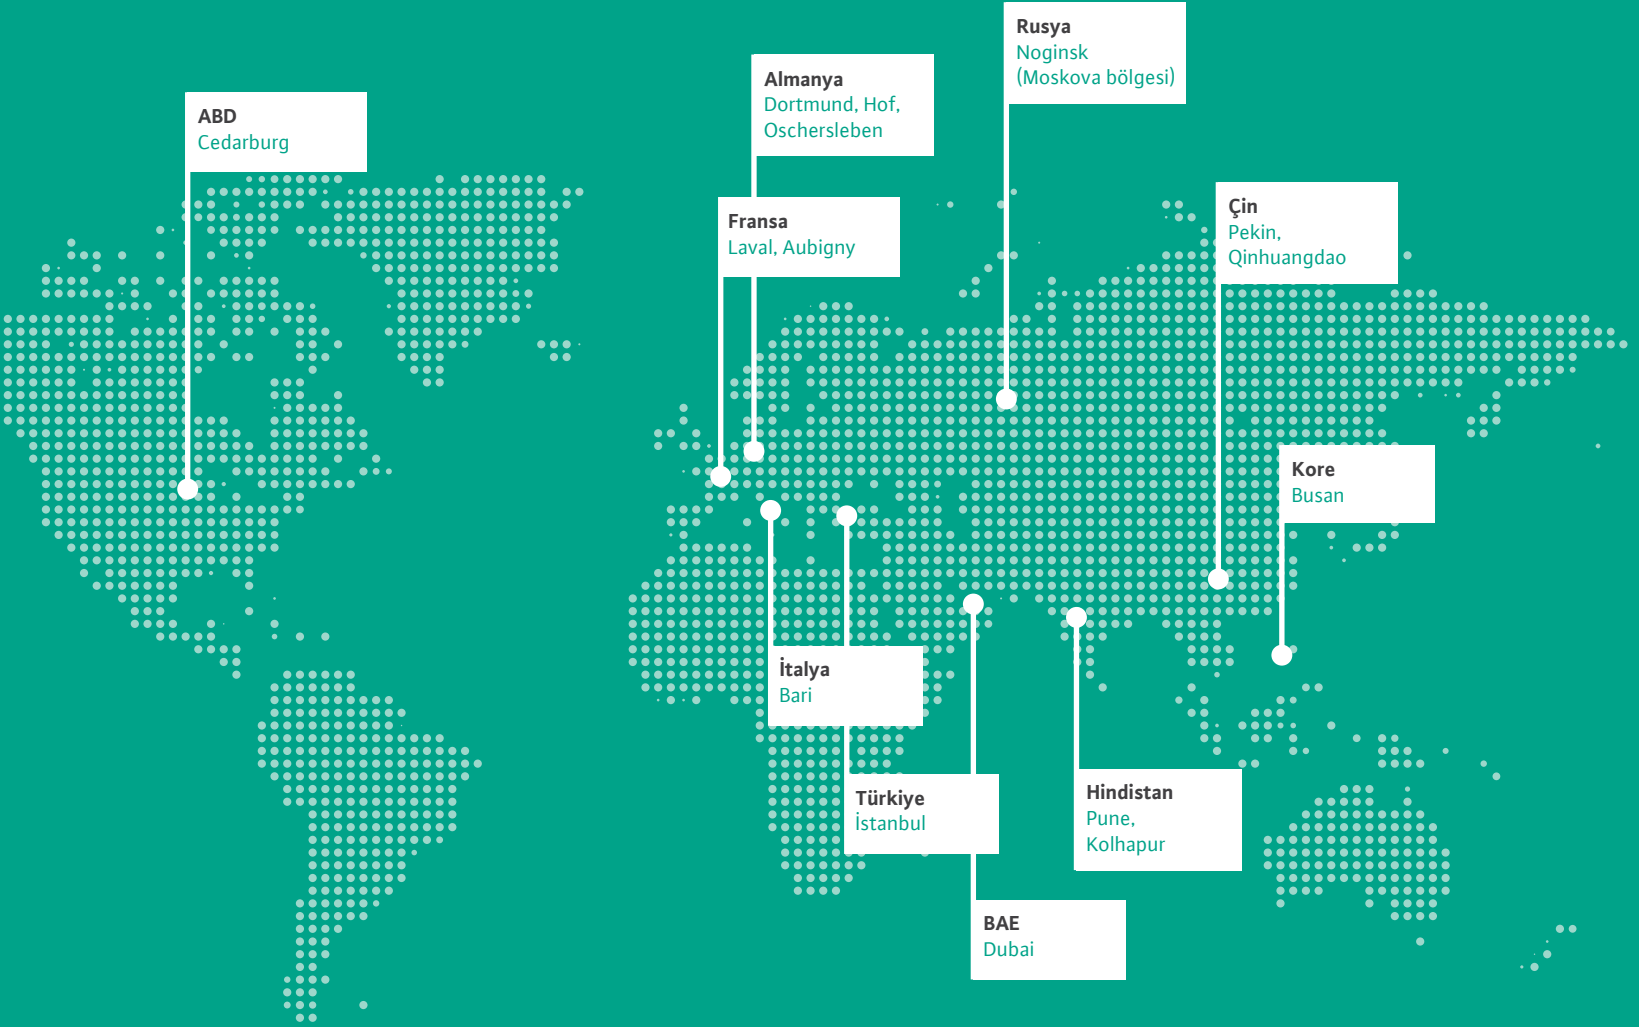 Rusya
Noginsk
(Moskova bölgesi)
Almanya
Dortmund, Hof,
Oschersleben
ABD
Cedarburg
Çin
Pekin,
Qinhuangdao
Fransa
Laval, Aubigny
Kore
Busan
İtalya
Bari
Türkiye
İstanbul
Hindistan
Pune,
Kolhapur
BAE
Dubai